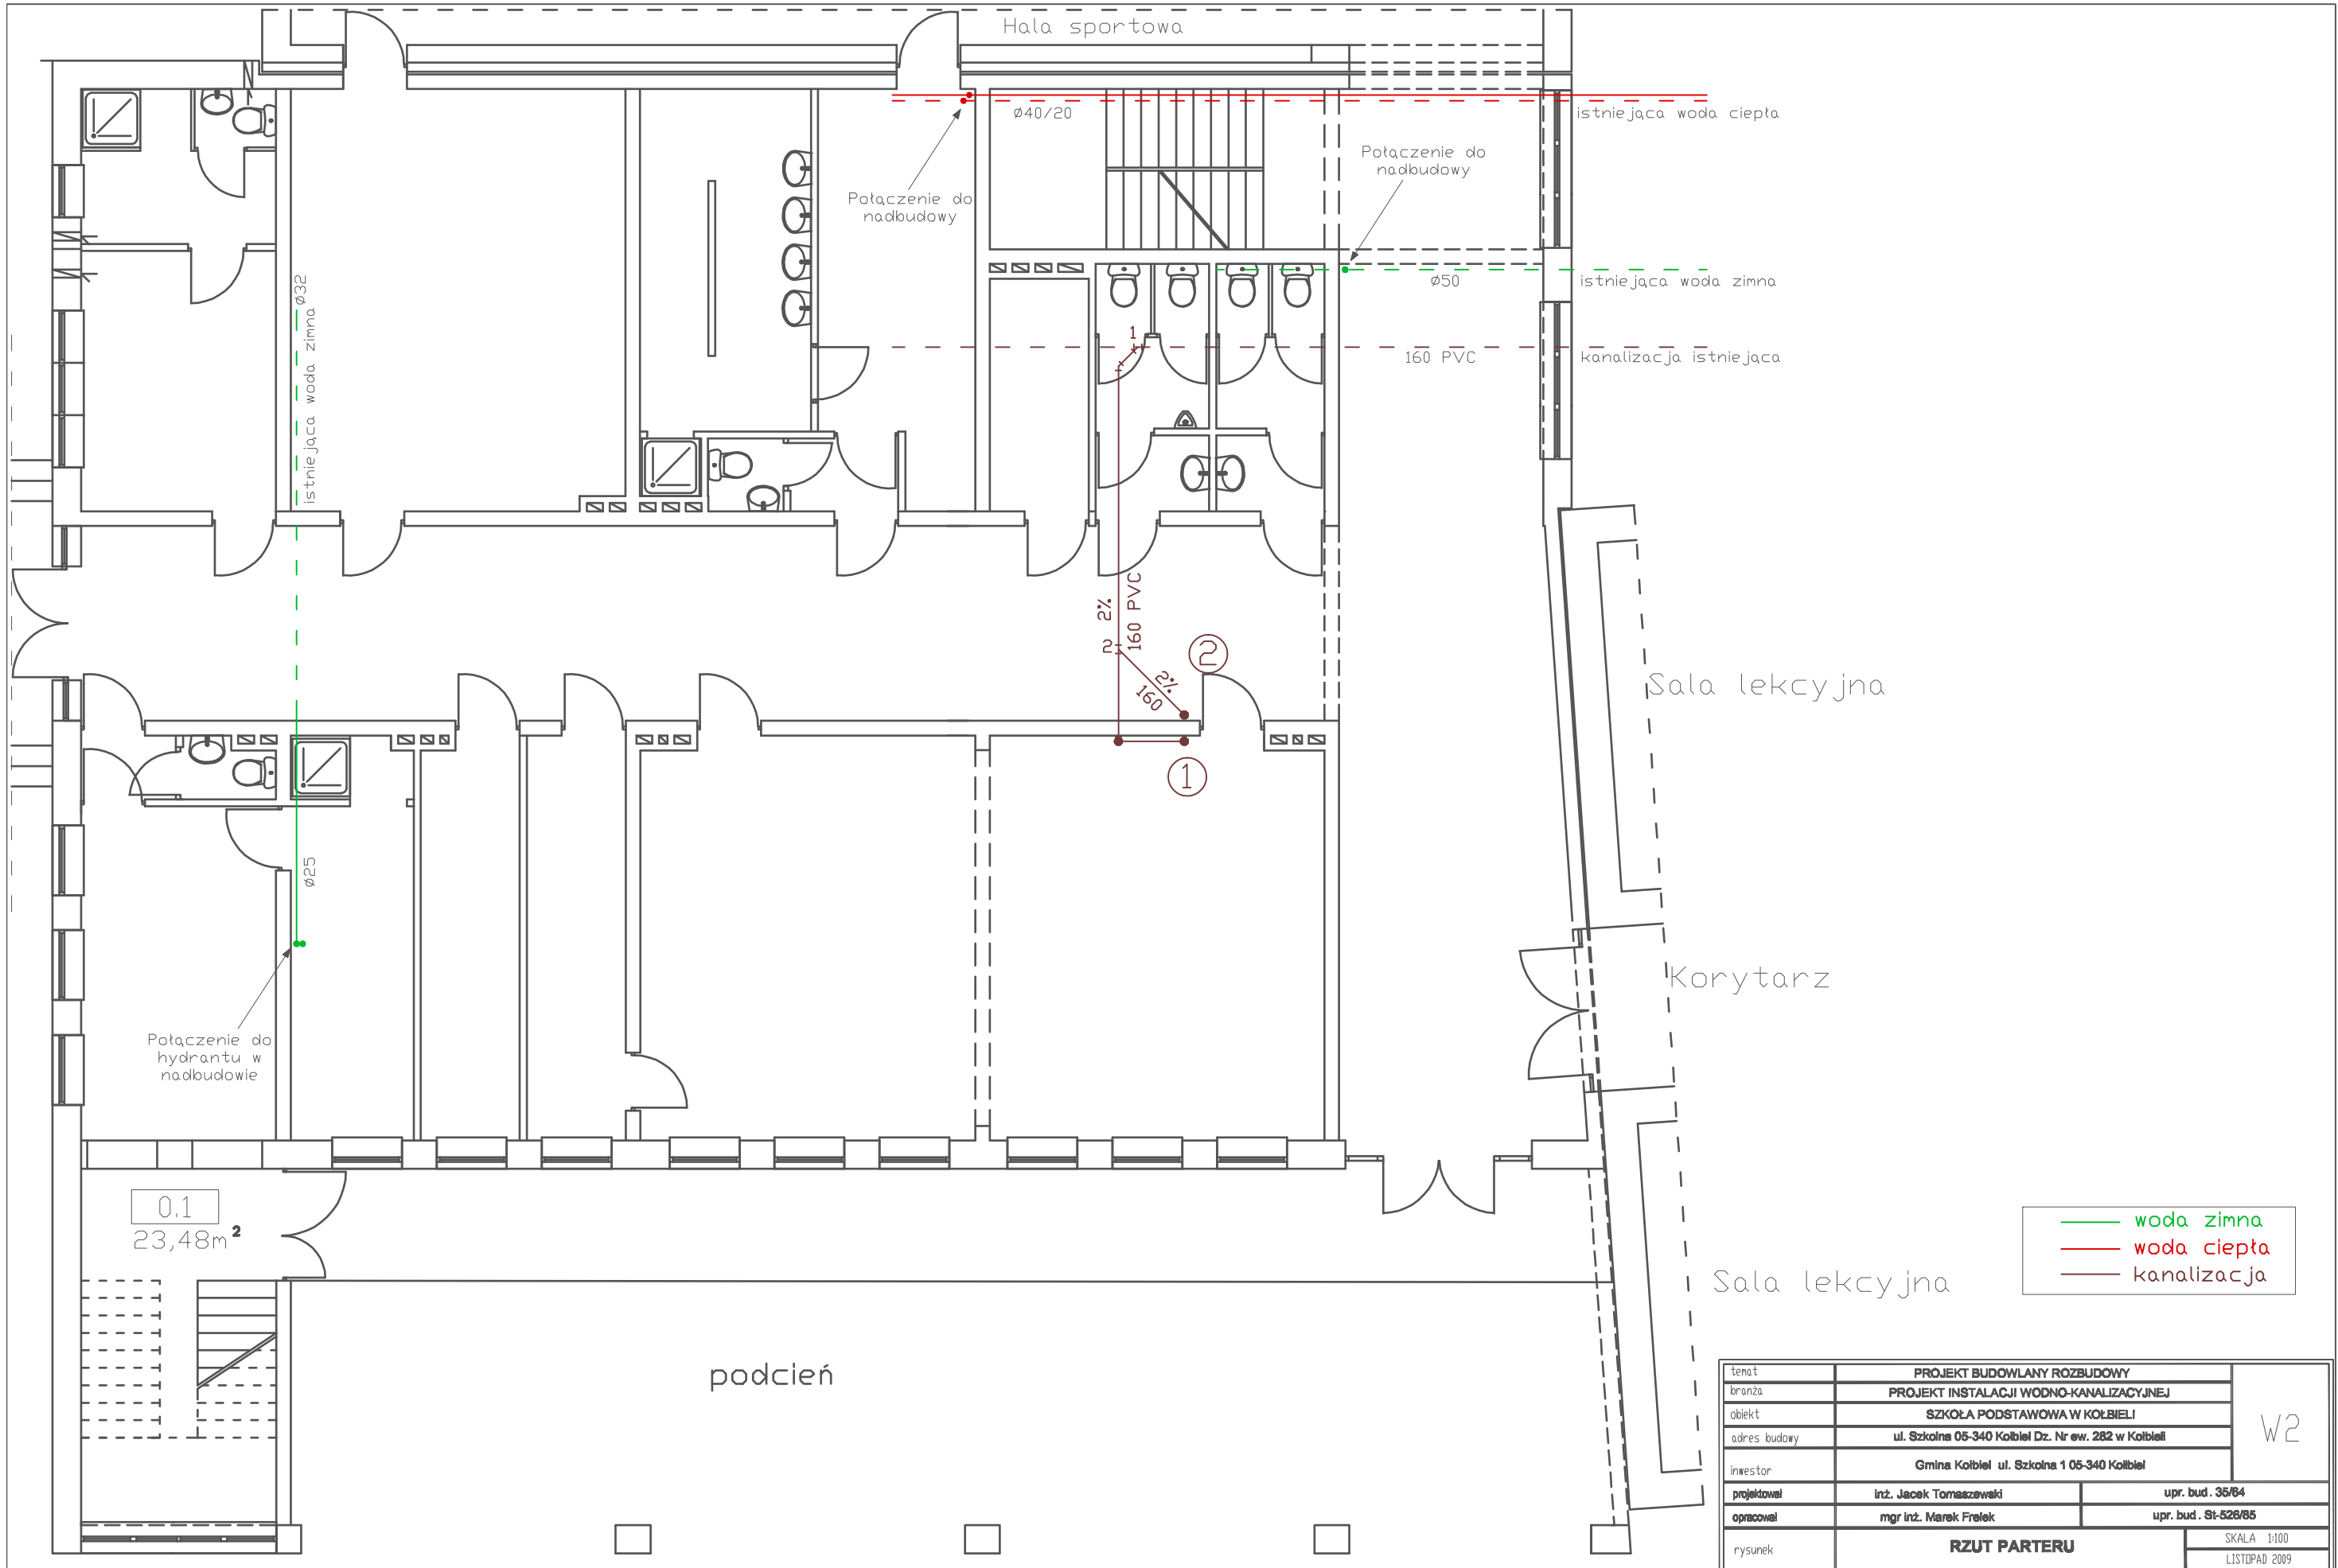 Hala sportowa
Ø40/20
istniejąca woda ciepła
Połączenie do
nadbudowy
Połączenie do
nadbudowy
Ø50
istniejąca woda zimna
istniejąca woda zimna Ø32
1
160 PVC
kanalizacja istniejąca
2%
160 PVC
2
2
2%
160
1
Sala lekcyjna
Ø25
Korytarz
Połączenie do
hydrantu w
nadbudowie
0.1
23,48m²
woda zimna
woda ciepła
kanalizacja
Sala lekcyjna
podcień
temat PROJEKT BUDOWLANY ROZBUDOWY
branża PROJEKT INSTALACJI WODNO-KANALIZACYJNEJ
obiekt SZKOŁA PODSTAWOWA W KOŁBIELI
adres budowy ul. Szkolna 05-340 Kołbiel Dz. Nr ew. 282 w Kołbieli
W2
inwestor Gmina Kołbiel ul. Szkolna 1 05-340 Kołbiel
projektował inż. Jacek Tomaszewski upr. bud. 35/64
opracował mgr inż. Marek Frelek upr. bud. St-526/85
rysunek RZUT PARTERU SKALA 1:100
LISTOPAD 2009